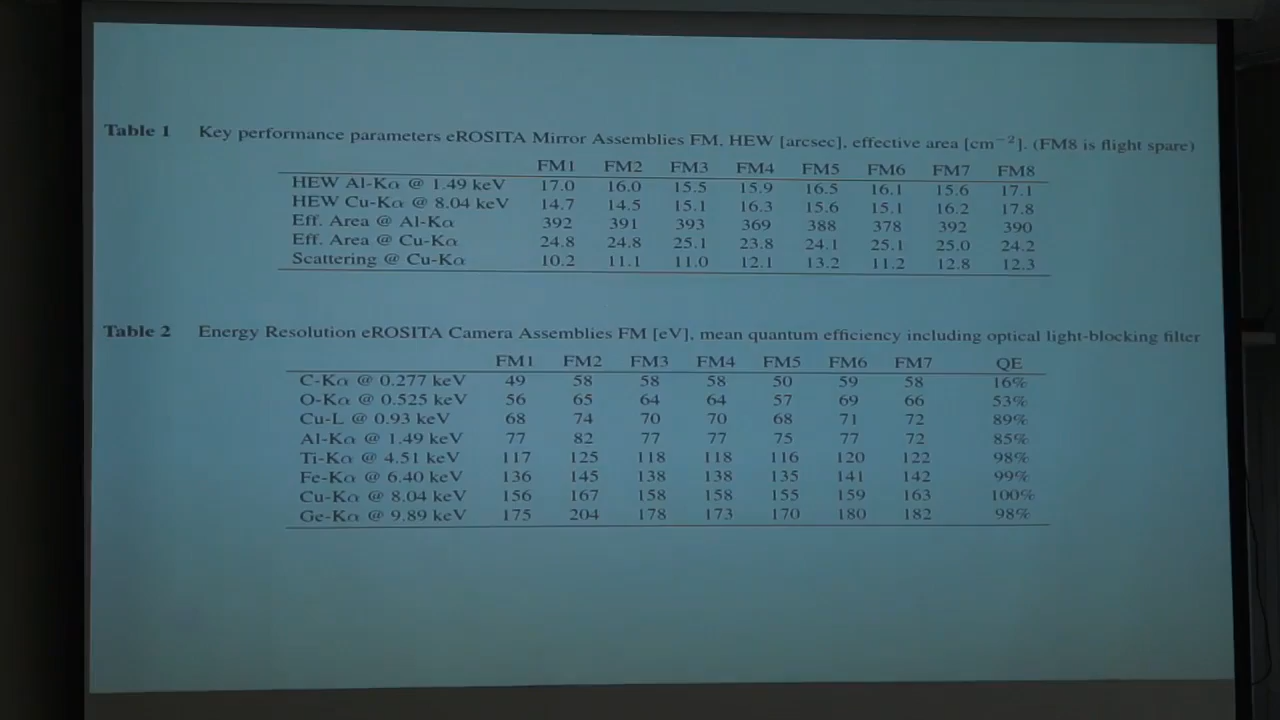 Table 1 Key performance parameters eROSITA Mirror Assemblies FM, HEW [arcsec], effective area [cm⁻²]. (FM8 is flight spare)
FM1 FM2 FM3 FM4 FM5 FM6 FM7 FM8
HEW Al-Kα @ 1.49 keV 17.0 16.0 15.5 15.9 16.5 16.1 15.6 17.1
HEW Cu-Kα @ 8.04 keV 14.7 14.5 15.1 16.3 15.6 15.1 16.2 17.8
Eff. Area @ Al-Kα 392 391 393 369 388 378 392 390
Eff. Area @ Cu-Kα 24.8 24.8 25.1 23.8 24.1 25.1 25.0 24.2
Scattering @ Cu-Kα 10.2 11.1 11.0 12.1 13.2 11.2 12.8 12.3
Table 2 Energy Resolution eROSITA Camera Assemblies FM [eV], mean quantum efficiency including optical light-blocking filter
FM1 FM2 FM3 FM4 FM5 FM6 FM7 QE
C-Kα @ 0.277 keV 49 58 58 58 50 59 58 16%
O-Kα @ 0.525 keV 56 65 64 64 57 69 66 53%
Cu-L @ 0.93 keV 68 74 70 70 68 71 72 89%
Al-Kα @ 1.49 keV 77 82 77 77 75 77 72 85%
Ti-Kα @ 4.51 keV 117 125 118 118 116 120 122 98%
Fe-Kα @ 6.40 keV 136 145 138 138 135 141 142 99%
Cu-Kα @ 8.04 keV 156 167 158 158 155 159 163 100%
Ge-Kα @ 9.89 keV 175 204 178 173 170 180 182 98%